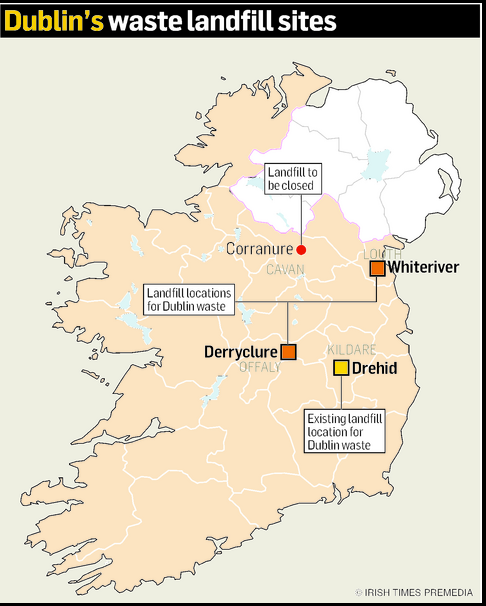 Dublin's waste landfill sites
Landfill to
be closed
Corranure
CAVAN
LOUTH
Whiteriver
Landfill locations
for Dublin waste
Derryclure
OFFALY
KILDARE
Drehid
Existing landfill
location for
Dublin waste
© IRISH TIMES PREMEDIA